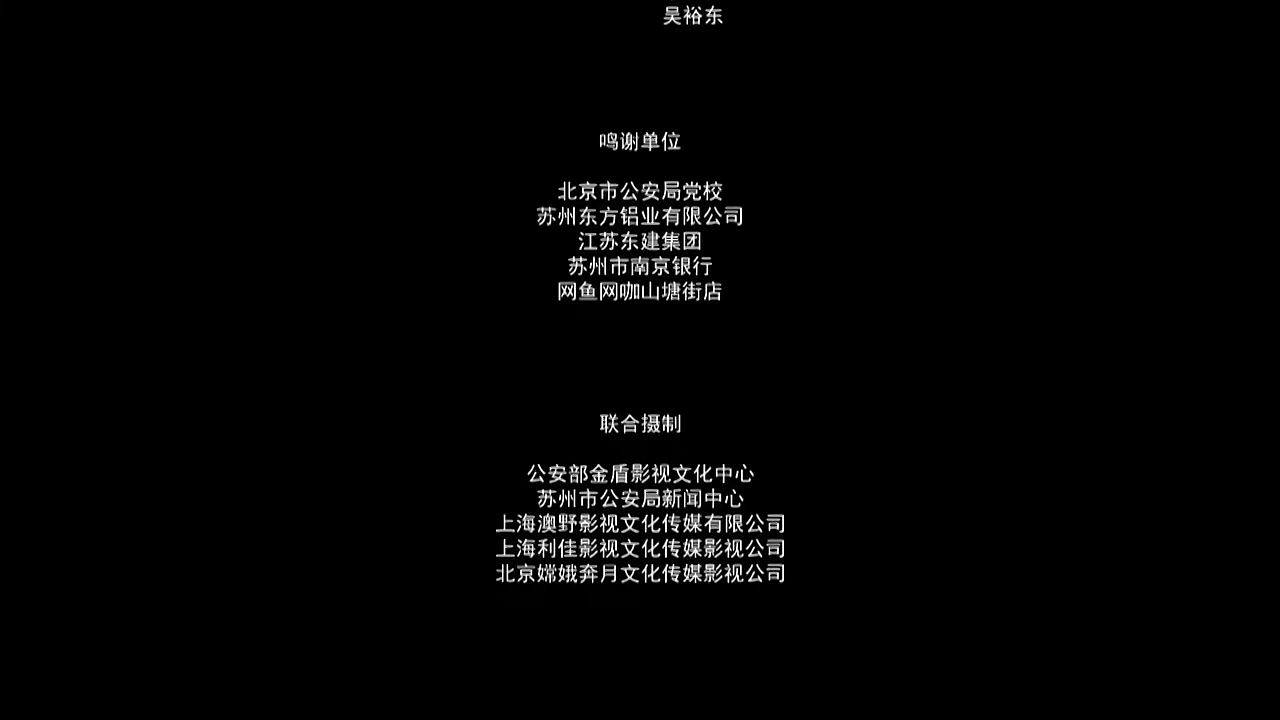 吴裕东
鸣谢单位
北京市公安局党校
苏州东方铝业有限公司
江苏东建集团
苏州市南京银行
网鱼网咖山塘街店
联合摄制
公安部金盾影视文化中心
苏州市公安局新闻中心
上海澳野影视文化传媒有限公司
上海利佳影视文化传媒影视公司
北京嫦娥奔月文化传媒影视公司